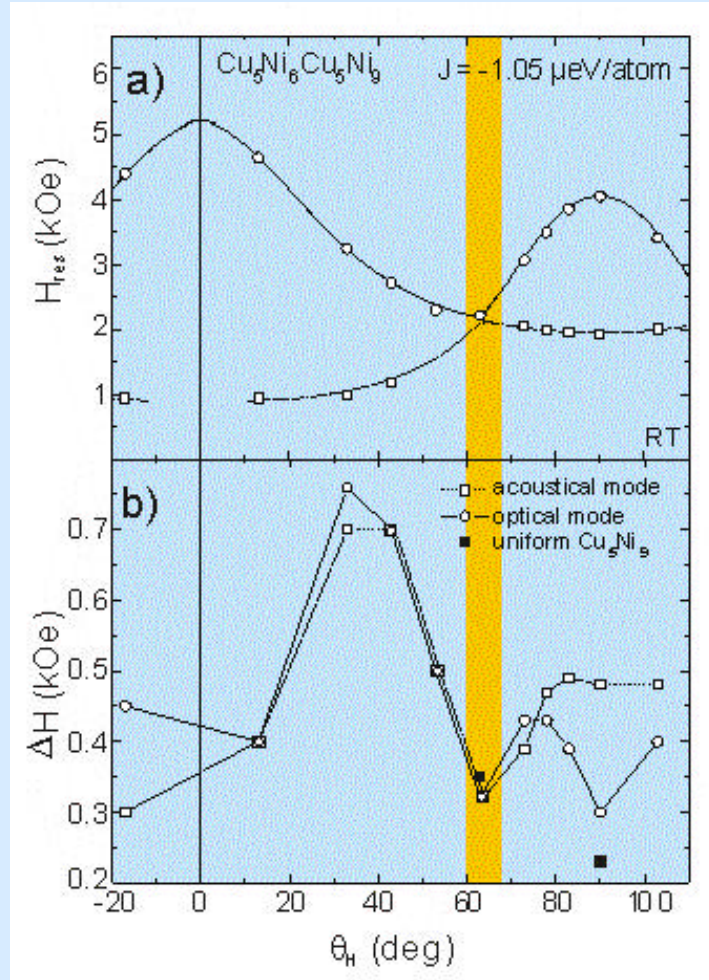 a)
Cu₅Ni₆Cu₅Ni₉ J = -1.05 µeV/atom
6
5
4
3
2
1
H_res (kOe)
RT
b)
acoustical mode
optical mode
uniform Cu₅Ni₉
0.7
0.6
0.5
0.4
0.3
0.2
ΔH (kOe)
-20 0 20 40 60 80 100
θ_H (deg)